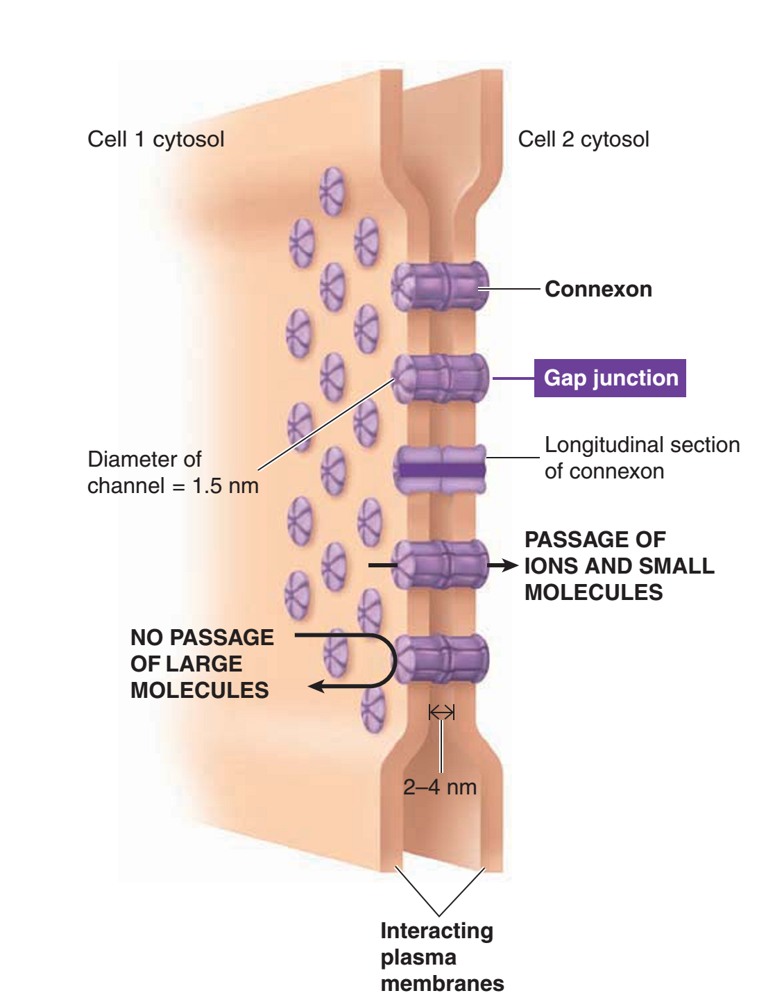 Cell 1 cytosol
Cell 2 cytosol
Connexon
Gap junction
Longitudinal section
of connexon
Diameter of
channel = 1.5 nm
PASSAGE OF
IONS AND SMALL
MOLECULES
NO PASSAGE
OF LARGE
MOLECULES
2–4 nm
Interacting
plasma
membranes